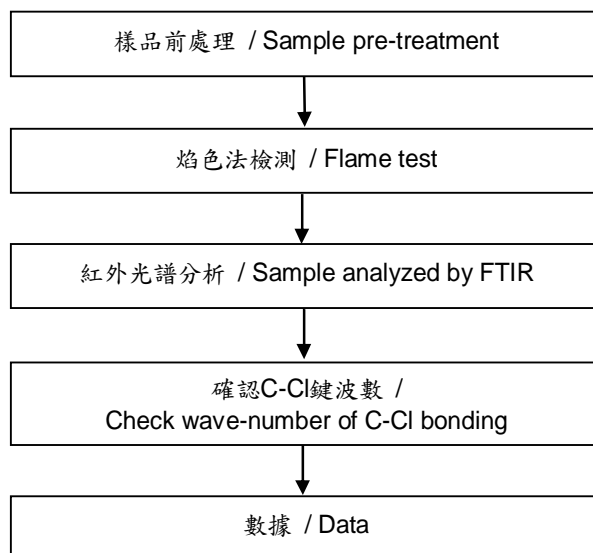 樣品前處理 / Sample pre-treatment
焰色法檢測 / Flame test
紅外光譜分析 / Sample analyzed by FTIR
確認C-Cl鍵波數 /
Check wave-number of C-Cl bonding
數據 / Data